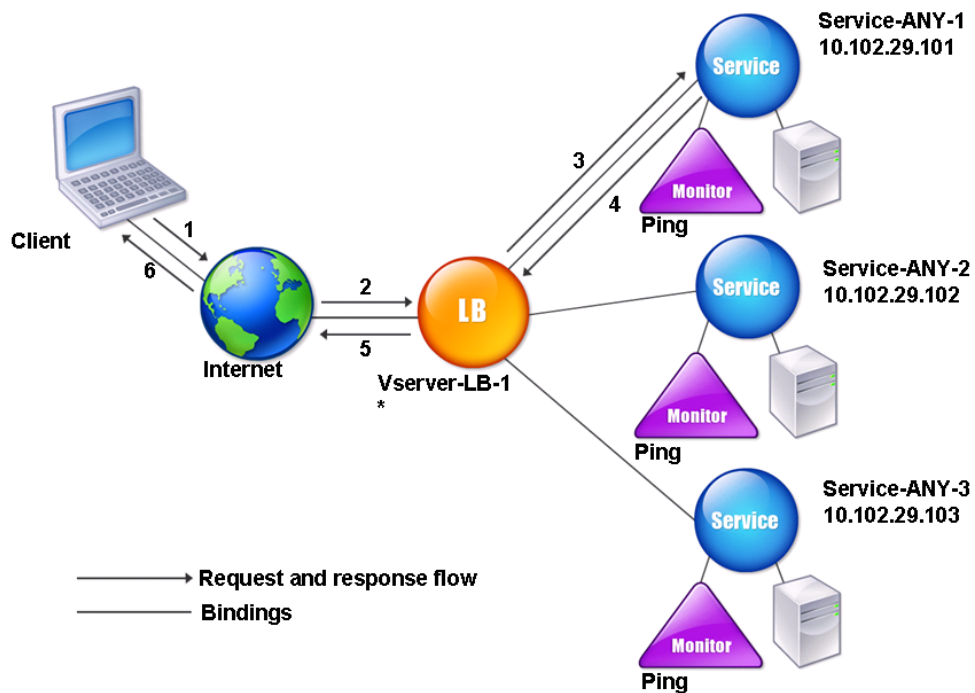 Service-ANY-1
10.102.29.101
Service
Monitor
Ping
3
4
Client
1
6
2
5
Internet
LB
Vserver-LB-1
*
Service-ANY-2
10.102.29.102
Service
Monitor
Ping
Service-ANY-3
10.102.29.103
Service
Monitor
Ping
Request and response flow
Bindings